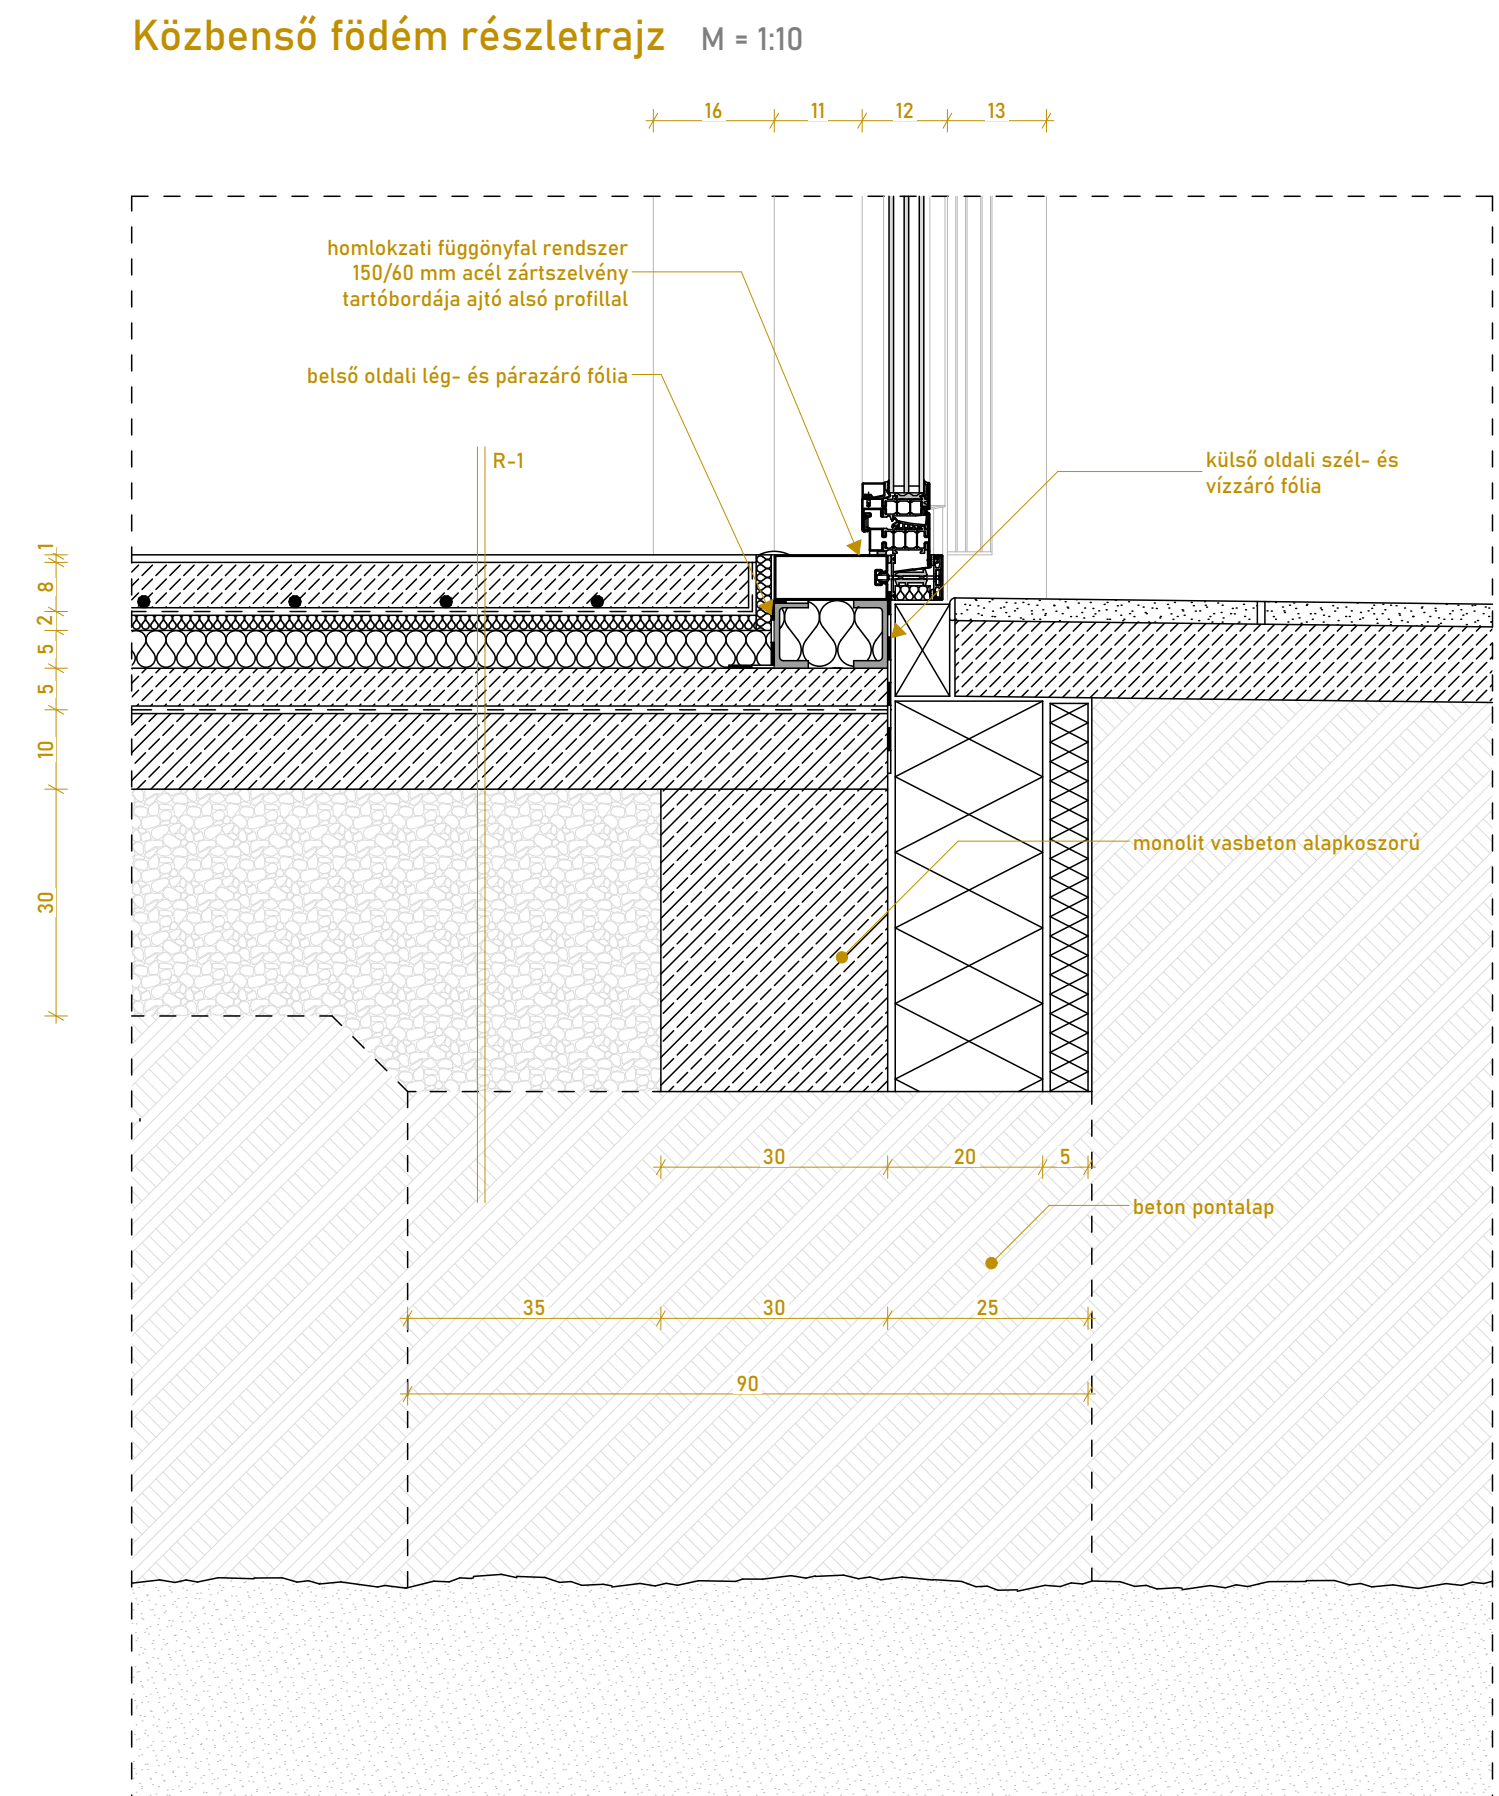 Közbenső födém részletrajz M = 1:10
16 11 12 13
homlokzati függönyfal rendszer
150/60 mm acél zártszelvény
tartóbordája ajtó alsó profillal
belső oldali lég- és párazáró fólia
R-1
külső oldali szél- és
vízzáró fólia
1
8
2
5
5
10
30
monolit vasbeton alapkoszorú
30 20 5
beton pontalap
35 30 25
90